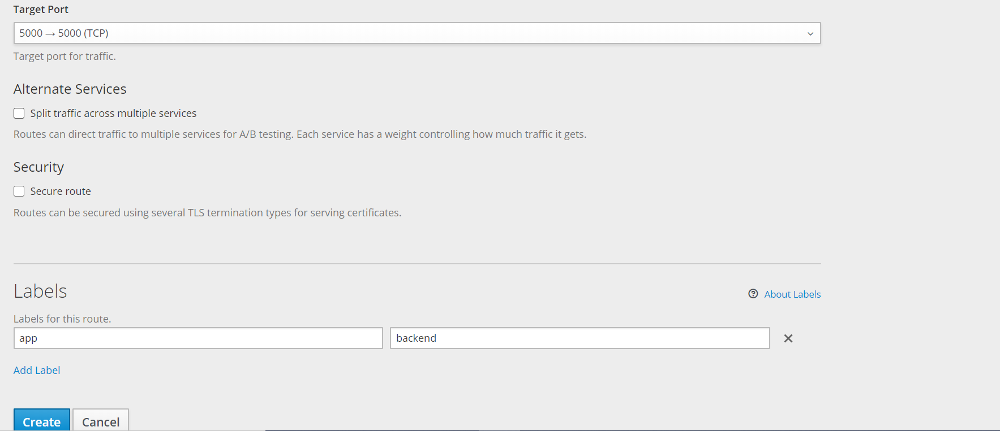 Target Port
5000 → 5000 (TCP)
Target port for traffic.
Alternate Services
Split traffic across multiple services
Routes can direct traffic to multiple services for A/B testing. Each service has a weight controlling how much traffic it gets.
Security
Secure route
Routes can be secured using several TLS termination types for serving certificates.
Labels
About Labels
Labels for this route.
app backend
Add Label
Create Cancel